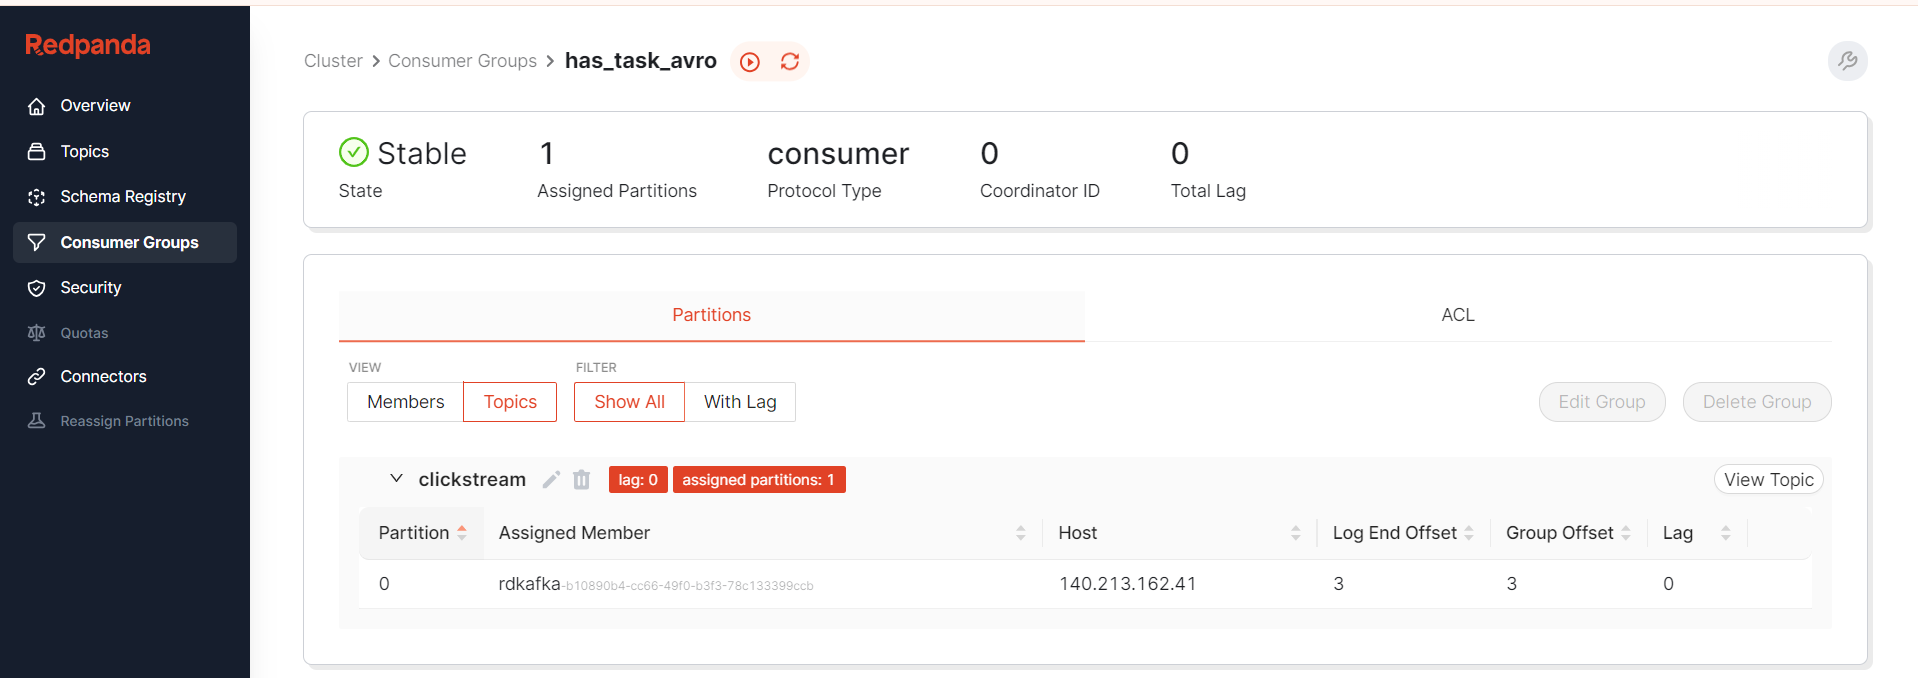 Redpanda
Overview
Topics
Schema Registry
Consumer Groups
Security
Quotas
Connectors
Reassign Partitions
Cluster > Consumer Groups > has_task_avro
Stable 1 consumer 0 0
State Assigned Partitions Protocol Type Coordinator ID Total Lag
Partitions ACL
VIEW FILTER
Members Topics Show All With Lag Edit Group Delete Group
clickstream lag: 0 assigned partitions: 1 View Topic
Partition Assigned Member Host Log End Offset Group Offset Lag
0 rdkafka-b10890b4-cc66-49f0-b3f3-78c133399ccb 140.213.162.41 3 3 0